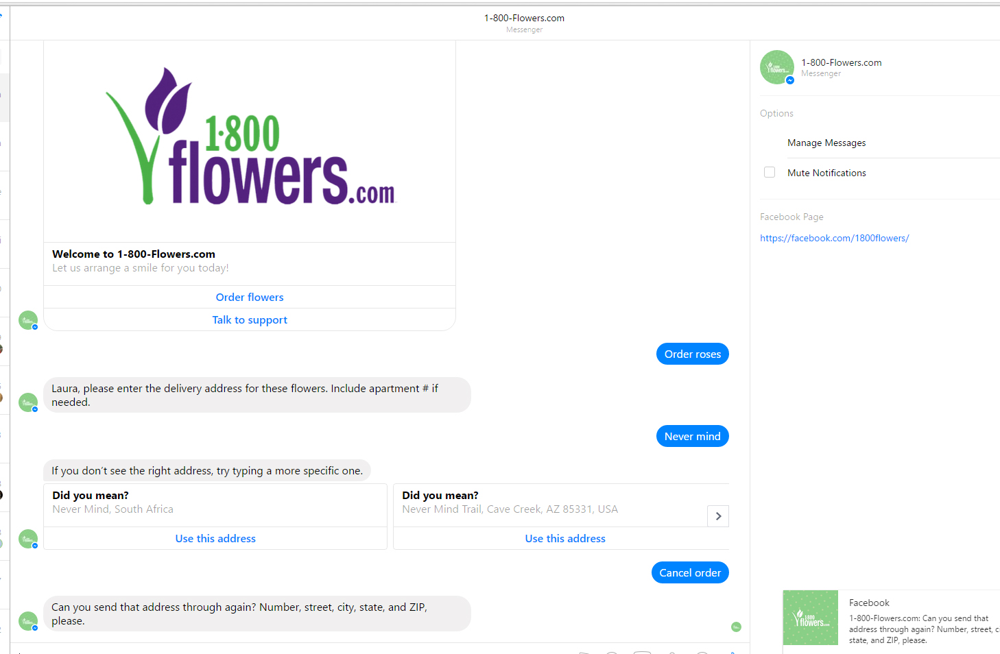 1-800-Flowers.com
Messenger
1·800
flowers.com
Welcome to 1-800-Flowers.com
Let us arrange a smile for you today!
Order flowers
Talk to support
Order roses
Laura, please enter the delivery address for these flowers. Include apartment # if
needed.
Never mind
If you don't see the right address, try typing a more specific one.
Did you mean?
Never Mind, South Africa
Use this address
Did you mean?
Never Mind Trail, Cave Creek, AZ 85331, USA
Use this address
Cancel order
Can you send that address through again? Number, street, city, state, and ZIP,
please.
1-800-Flowers.com
Messenger
Options
Manage Messages
Mute Notifications
Facebook Page
https://facebook.com/1800flowers/
1·800
flowers.com
Facebook
1-800-Flowers.com: Can you send that
address through again? Number, street, ci
state, and ZIP, please.